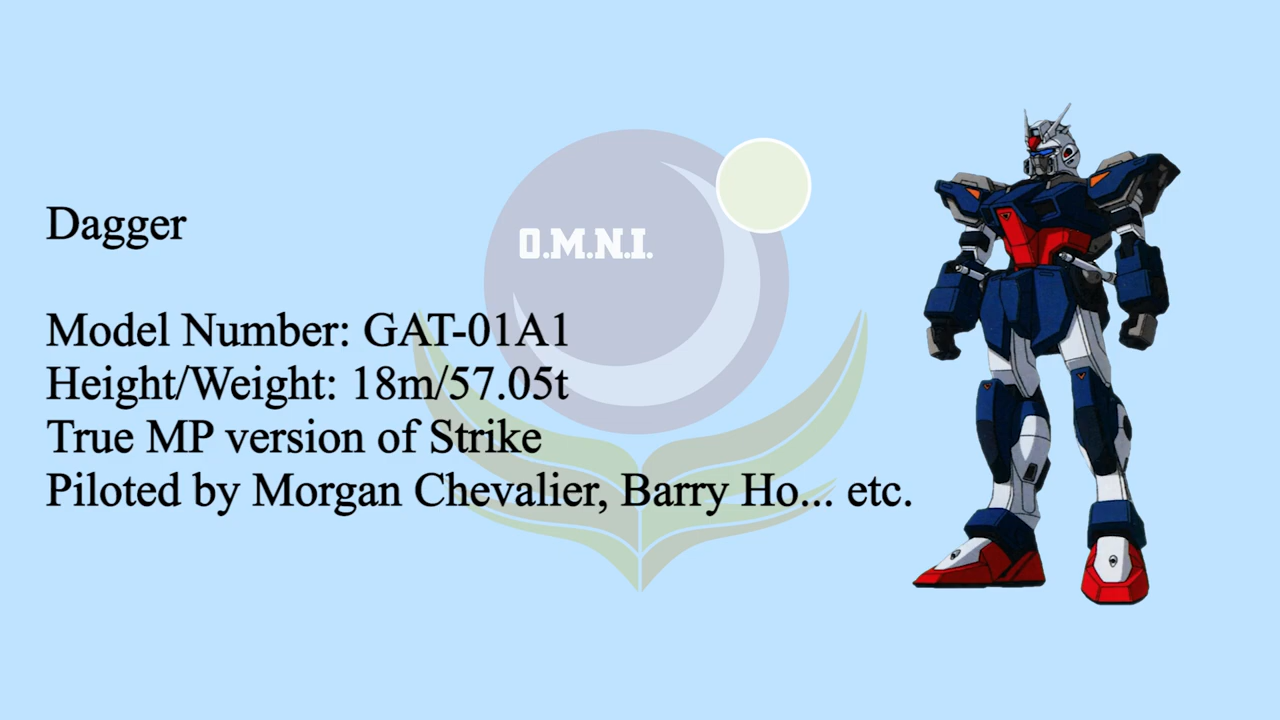 O.M.N.I.
Dagger
Model Number: GAT-01A1
Height/Weight: 18m/57.05t
True MP version of Strike
Piloted by Morgan Chevalier, Barry Ho... etc.